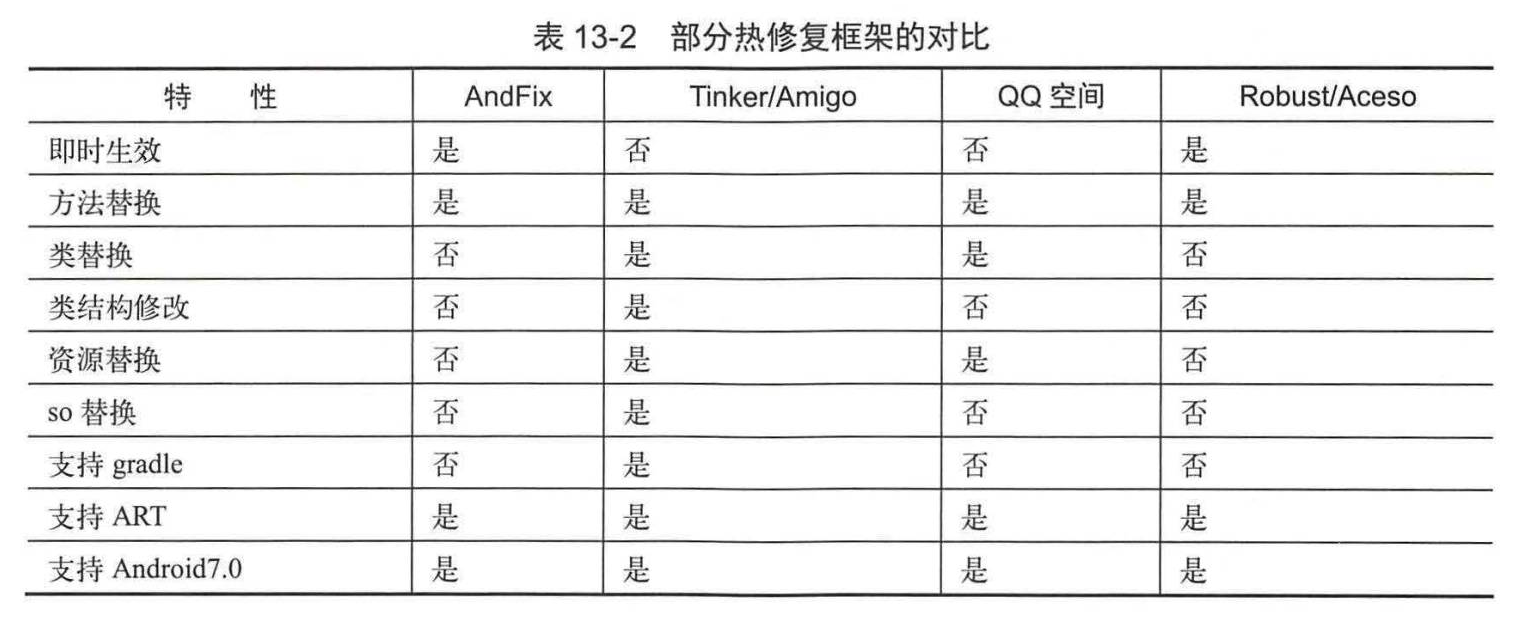 表 13-2 部分热修复框架的对比
特 性 AndFix Tinker/Amigo QQ 空间 Robust/Aceso
即时生效 是 否 否 是
方法替换 是 是 是 是
类替换 否 是 是 否
类结构修改 否 是 否 否
资源替换 否 是 是 否
so 替换 否 是 否 否
支持 gradle 否 是 否 否
支持 ART 是 是 是 是
支持 Android7.0 是 是 是 是